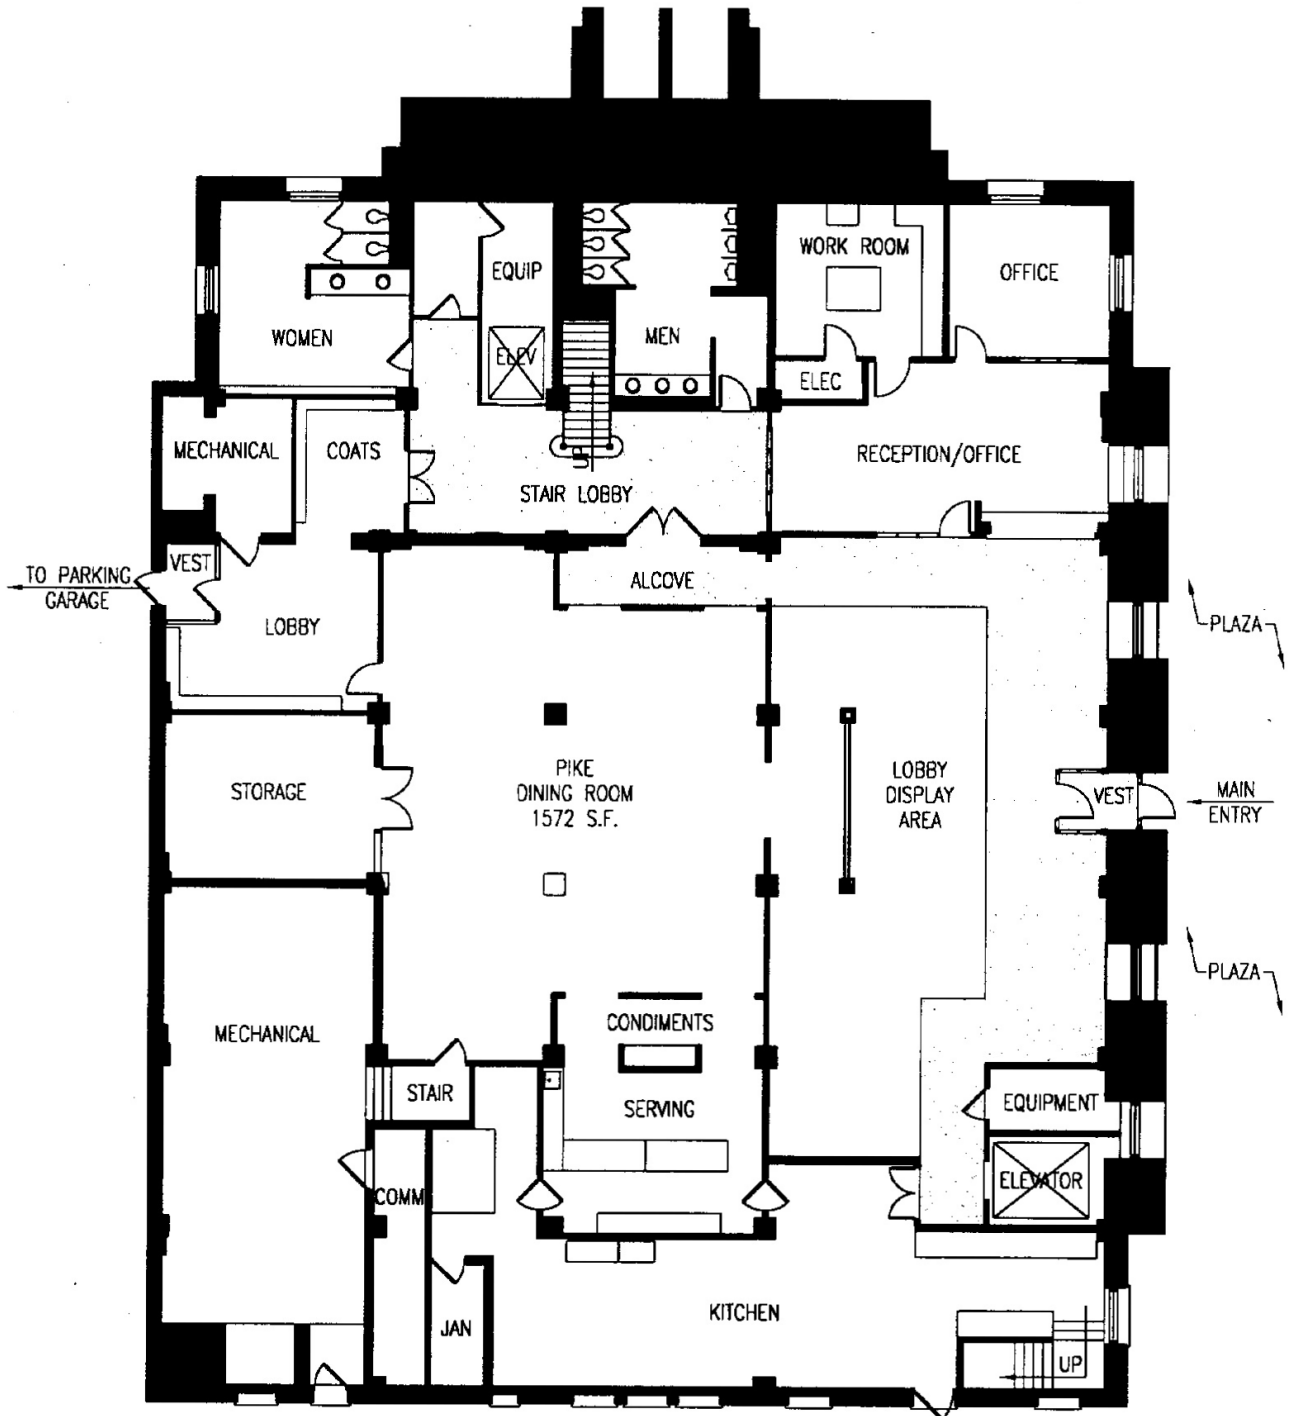 EQUIP
WORK ROOM
OFFICE
WOMEN
MEN
ELEV
ELEC
MECHANICAL
COATS
RECEPTION/OFFICE
UP
STAIR LOBBY
VEST
TO PARKING
GARAGE
ALCOVE
LOBBY
PLAZA
PIKE
DINING ROOM
1572 S.F.
LOBBY
DISPLAY
AREA
STORAGE
VEST
MAIN
ENTRY
PLAZA
MECHANICAL
CONDIMENTS
STAIR
SERVING
EQUIPMENT
COMM
ELEVATOR
KITCHEN
JAN
UP